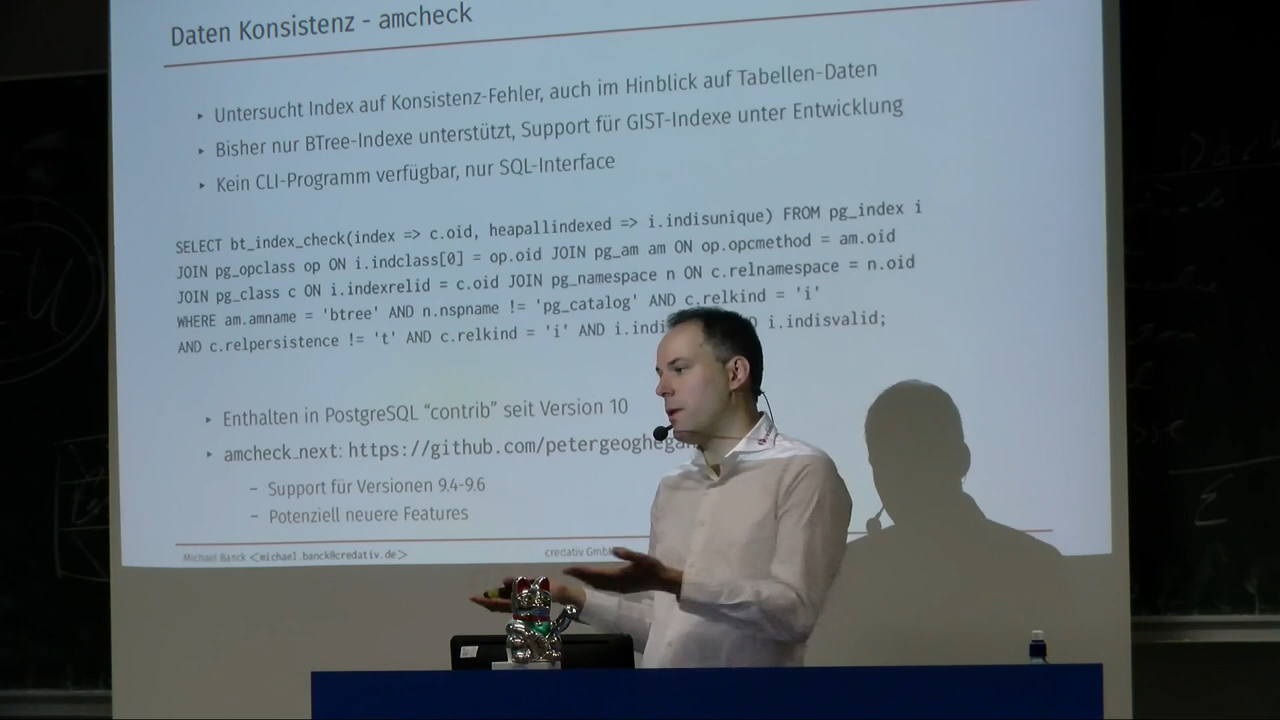 Daten Konsistenz - amcheck
▸ Untersucht Index auf Konsistenz-Fehler, auch im Hinblick auf Tabellen-Daten
▸ Bisher nur BTree-Indexe unterstützt, Support für GIST-Indexe unter Entwicklung
▸ Kein CLI-Programm verfügbar, nur SQL-Interface
SELECT bt_index_check(index => c.oid, heapallindexed => i.indisunique) FROM pg_index i
JOIN pg_opclass op ON i.indclass[0] = op.oid JOIN pg_am am ON op.opcmethod = am.oid
JOIN pg_class c ON i.indexrelid = c.oid JOIN pg_namespace n ON c.relnamespace = n.oid
WHERE am.amname = 'btree' AND n.nspname != 'pg_catalog' AND c.relkind = 'i'
AND c.relpersistence != 't' AND c.relkind = 'i' AND i.indi D i.indisvalid;
▸ Enthalten in PostgreSQL “contrib” seit Version 10
▸ amcheck_next: https://github.com/petergeoghegan
– Support für Versionen 9.4-9.6
– Potenziell neuere Features
Michael Banck <michael.banck@credativ.de> credativ GmbH